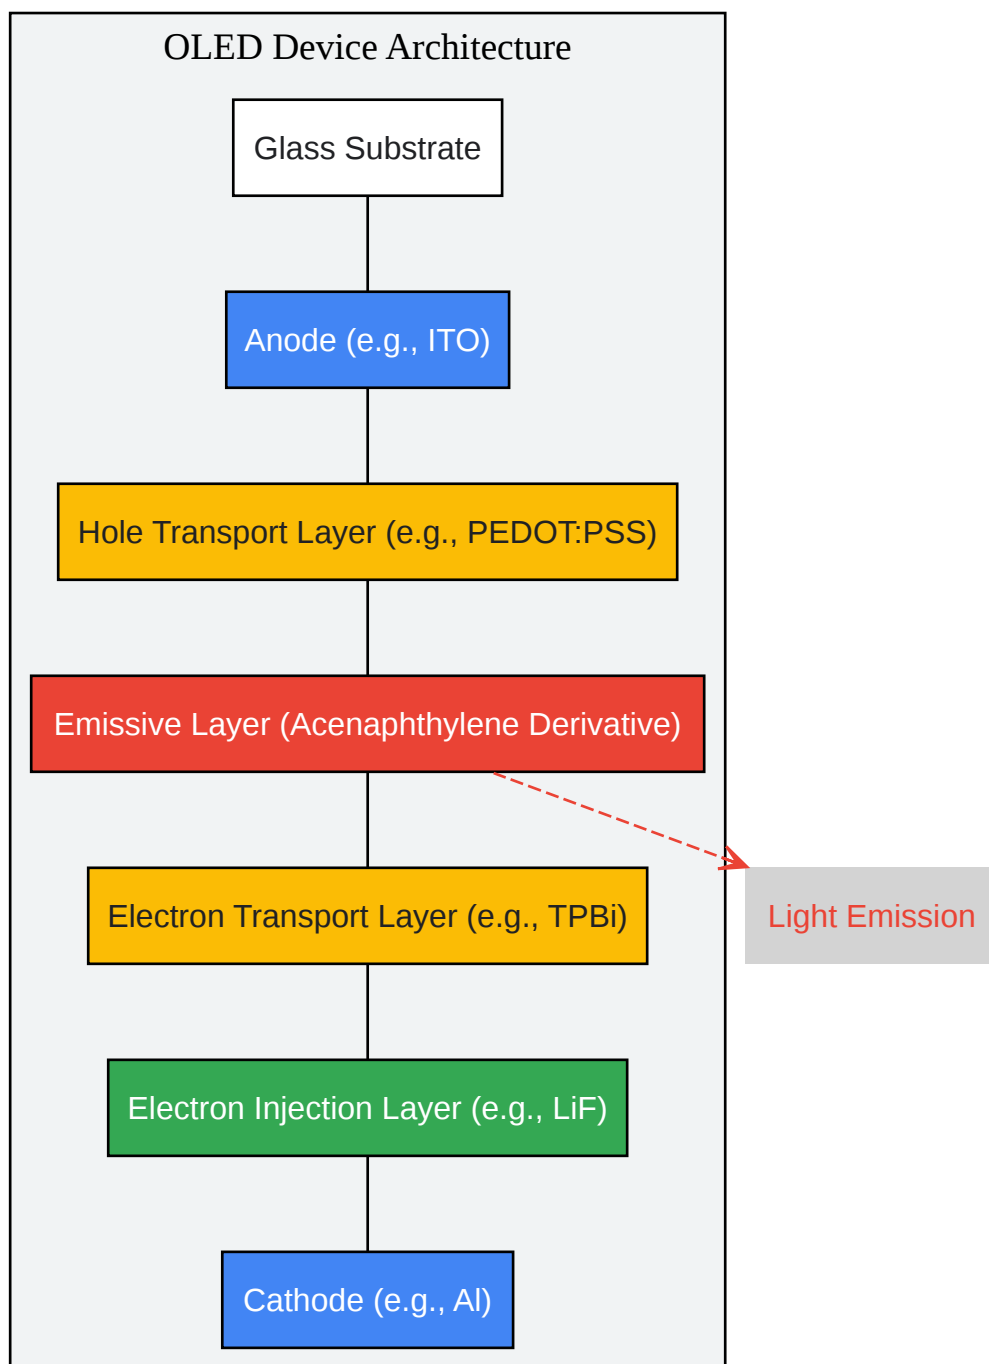 OLED Device Architecture
Glass Substrate
Anode (e.g., ITO)
Hole Transport Layer (e.g., PEDOT:PSS)
Emissive Layer (Acenaphthylene Derivative)
Electron Transport Layer (e.g., TPBi)
Light Emission
Electron Injection Layer (e.g., LiF)
Cathode (e.g., Al)